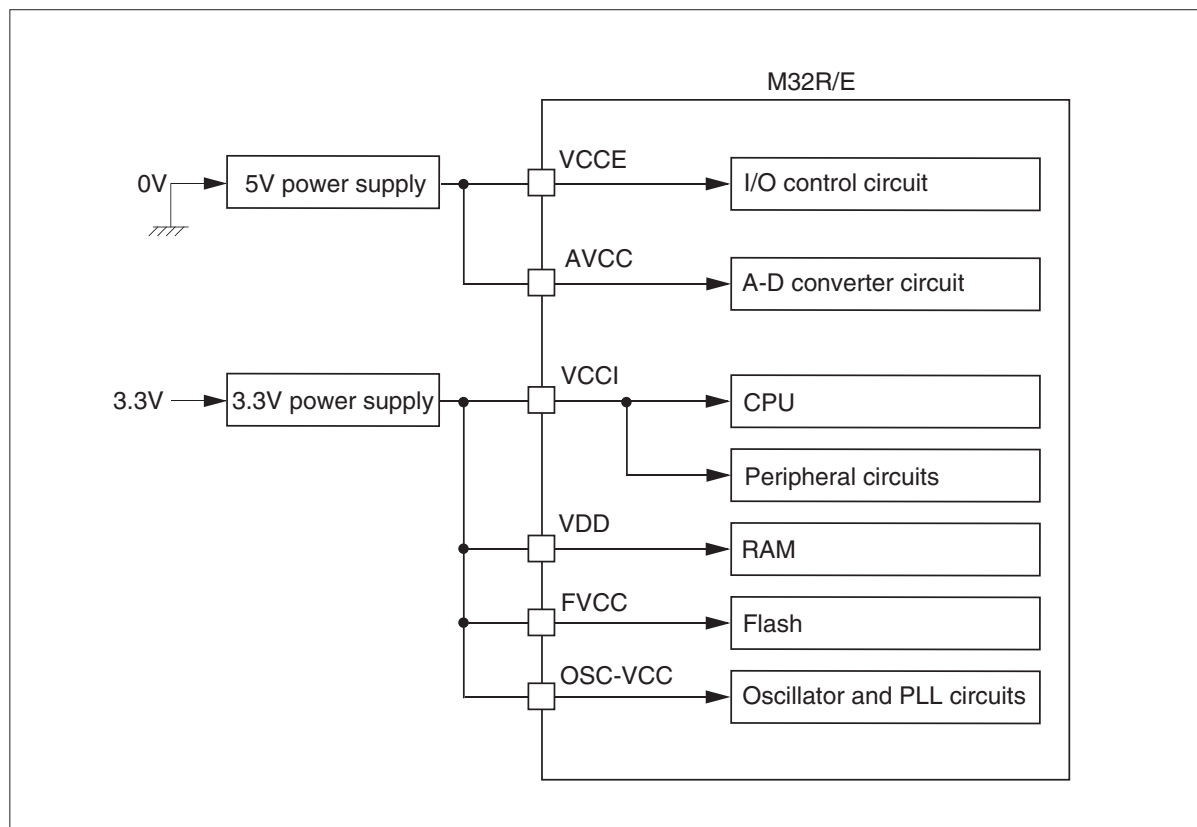 M32R/E
VCCE
0V
5V power supply
I/O control circuit
AVCC
A-D converter circuit
VCCI
3.3V
3.3V power supply
CPU
Peripheral circuits
VDD
RAM
FVCC
Flash
OSC-VCC
Oscillator and PLL circuits